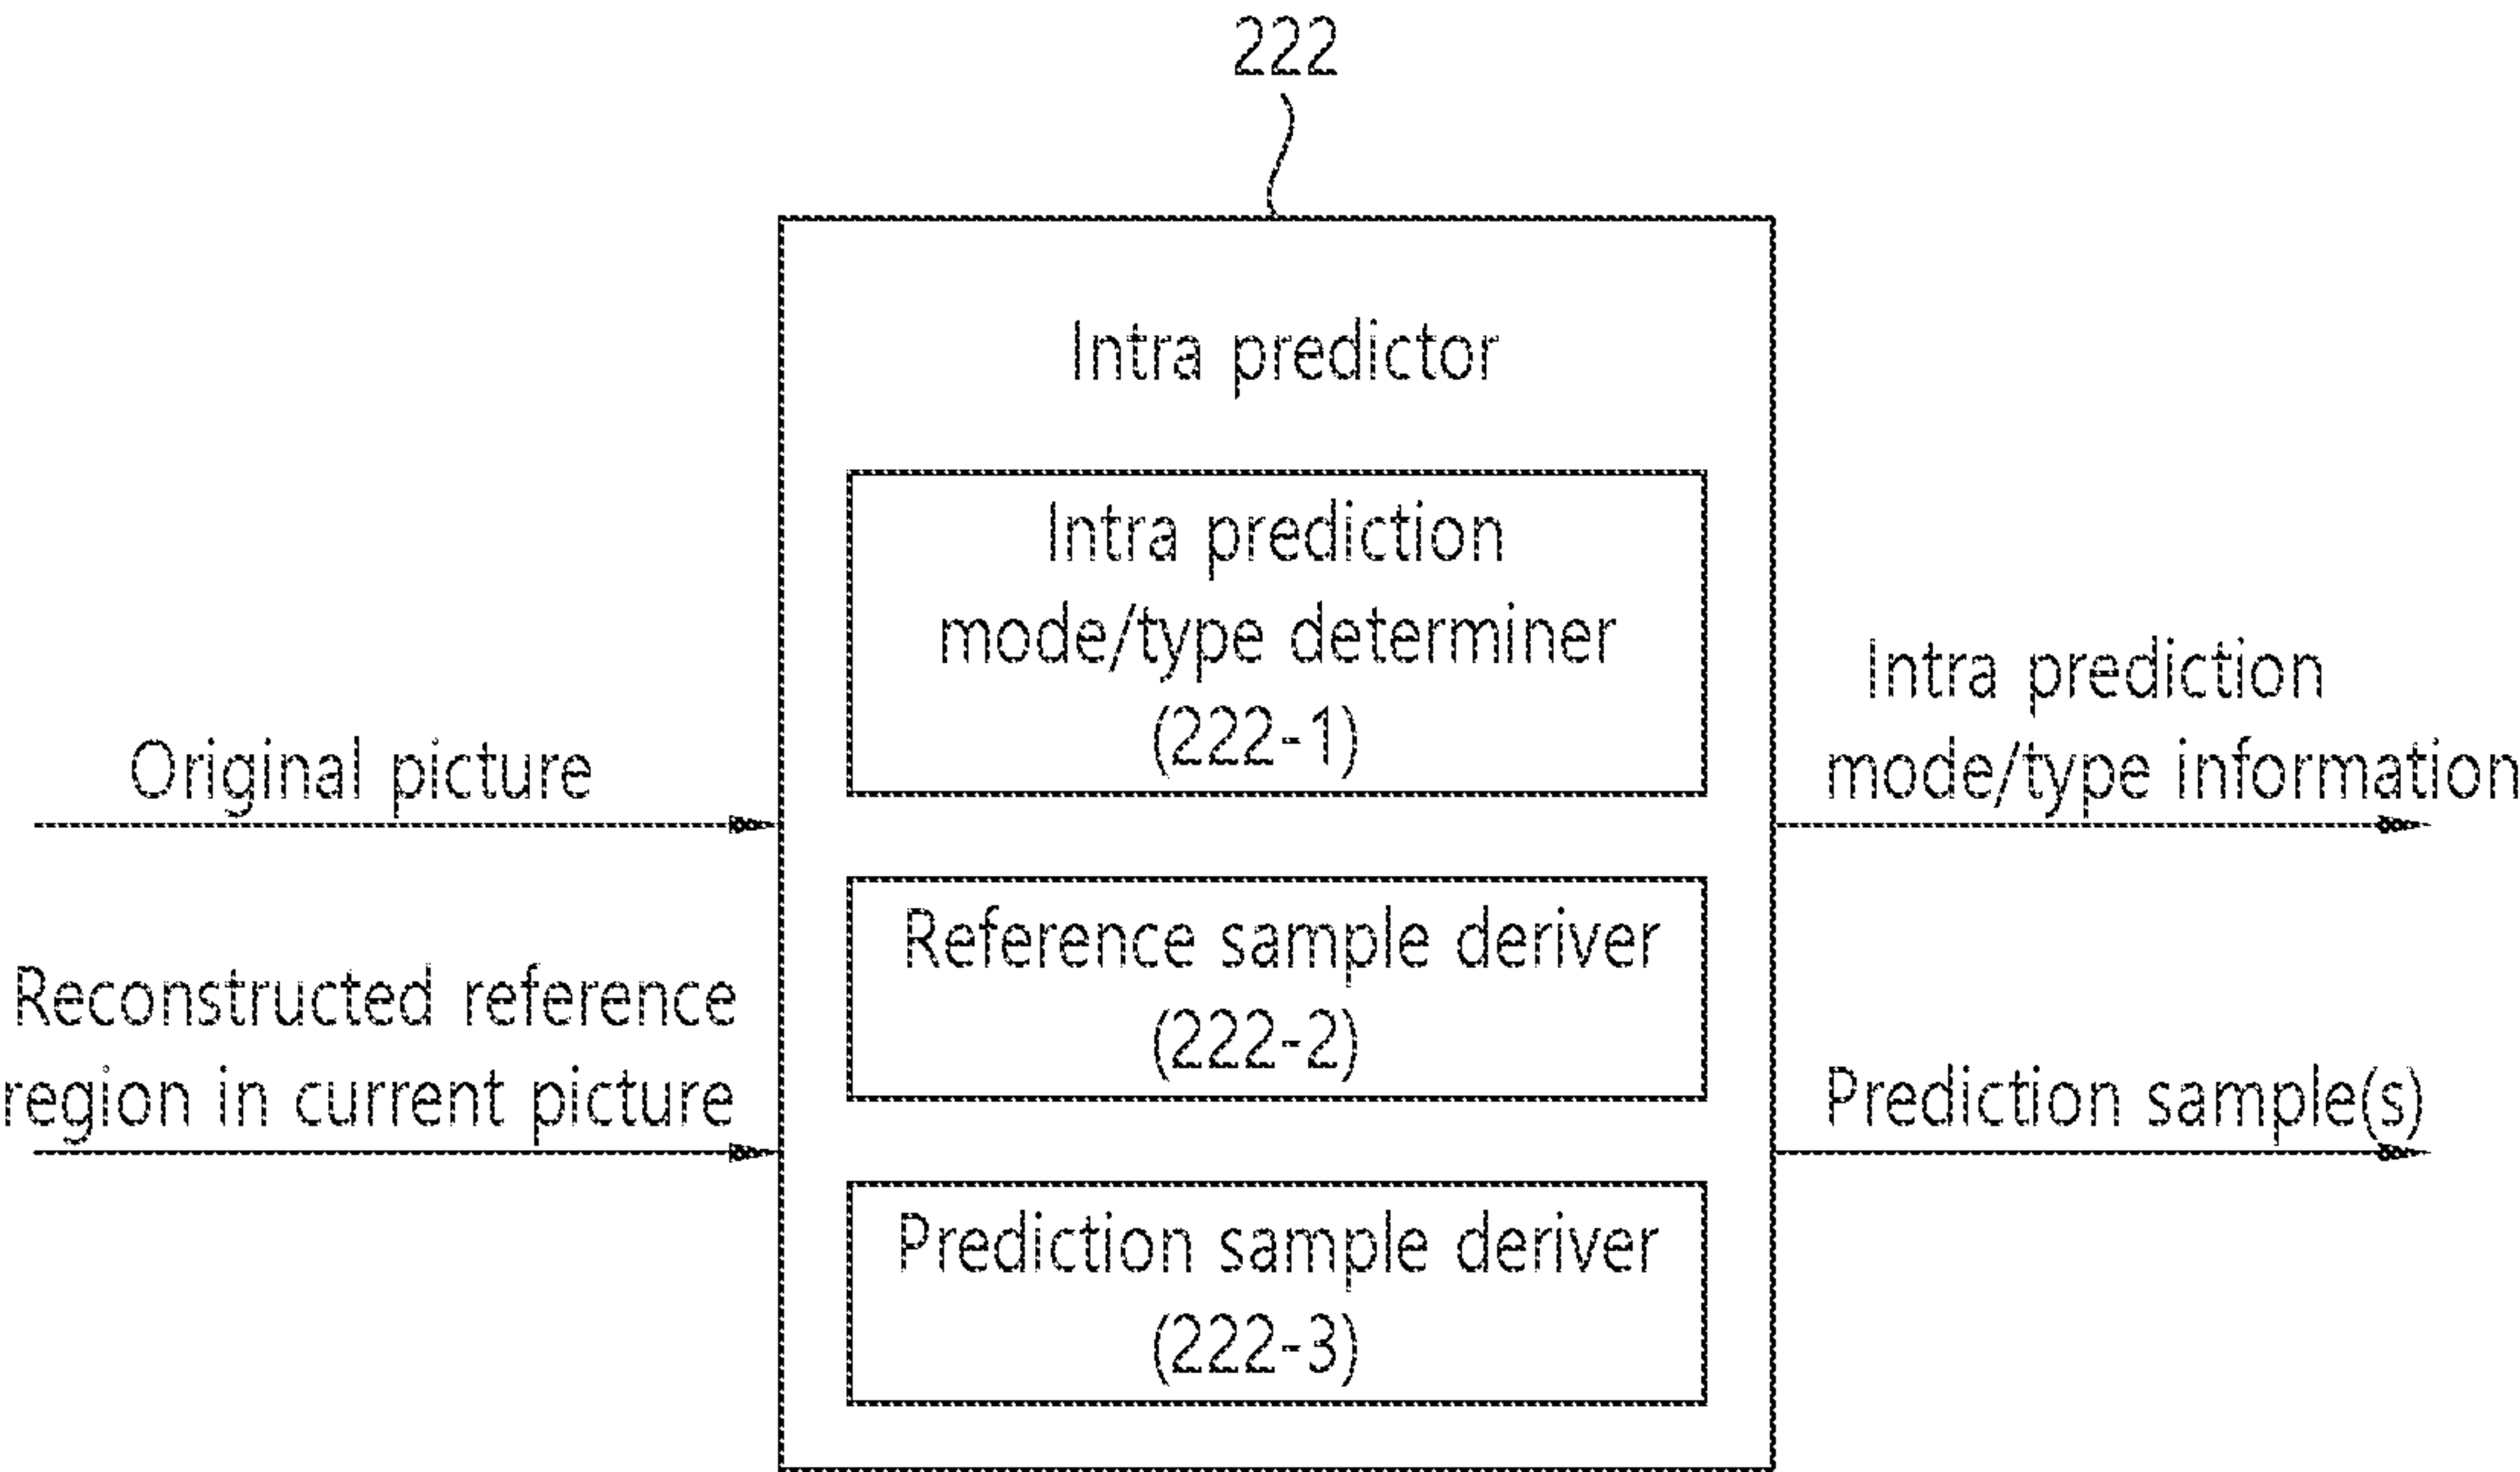 222
Intra predictor
Intra prediction
mode/type determiner
(222-1)
Original picture
Reconstructed reference
region in current picture
Reference sample deriver
(222-2)
Prediction sample deriver
(222-3)
Intra prediction
mode/type information
Prediction sample(s)